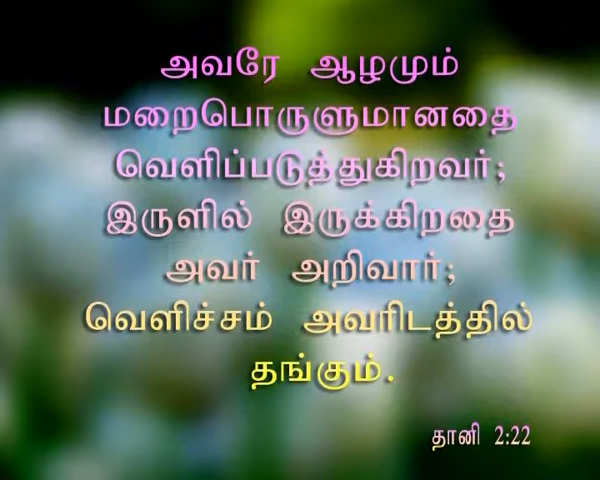 அவரே ஆழமும்
மறைபொருளுமானதை
வெளிப்படுத்துகிறவர்;
இருளில் இருக்கிறதை
அவர் அறிவார்;
வெளிச்சம் அவரிடத்தில்
தங்கும்.
தானி 2:22